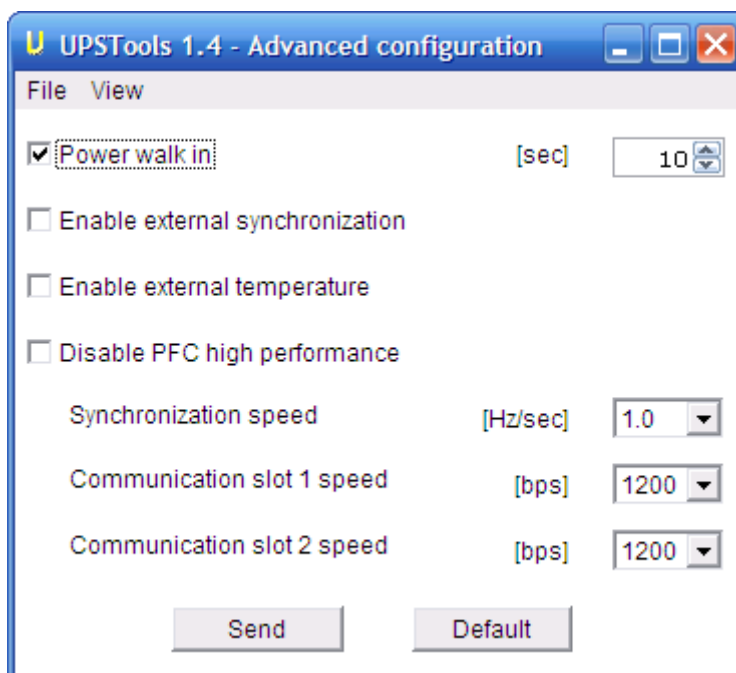 UPSTools 1.4 - Advanced configuration
File View
Power walk in [sec] 10
Enable external synchronization
Enable external temperature
Disable PFC high performance
Synchronization speed [Hz/sec] 1.0
Communication slot 1 speed [bps] 1200
Communication slot 2 speed [bps] 1200
Send Default